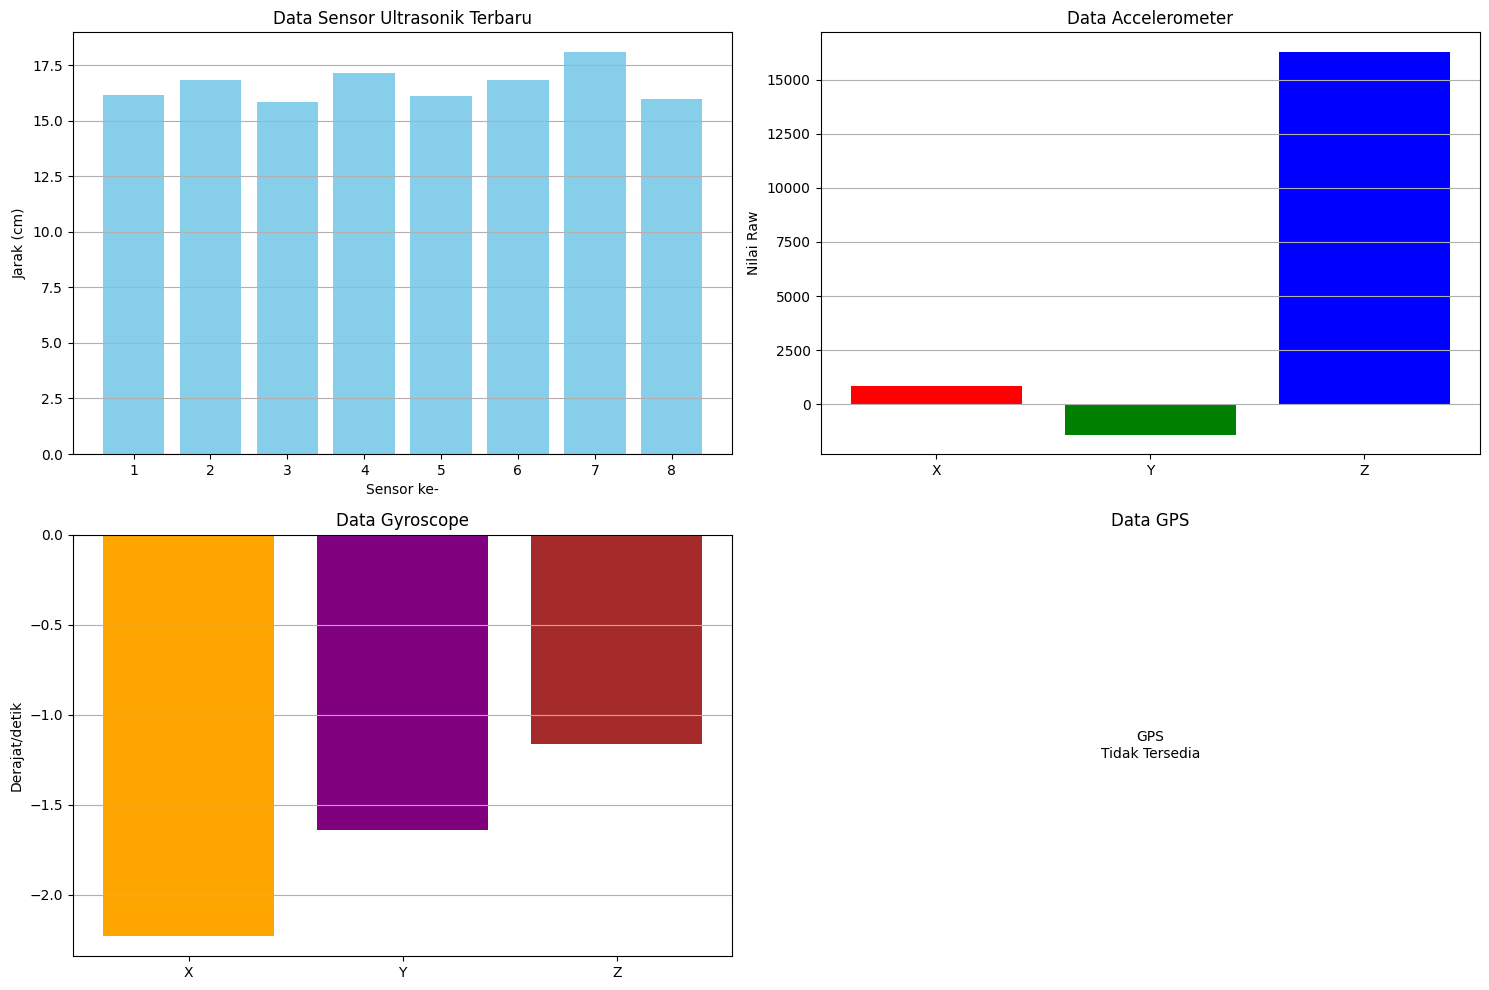 Data Sensor Ultrasonik Terbaru
Jarak (cm)
17.5
15.0
12.5
10.0
7.5
5.0
2.5
0.0
1 2 3 4 5 6 7 8
Sensor ke-
Data Accelerometer
Nilai Raw
15000
12500
10000
7500
5000
2500
0
X Y Z
Data Gyroscope
Derajat/detik
0.0
−0.5
−1.0
−1.5
−2.0
X Y Z
Data GPS
GPS
Tidak Tersedia